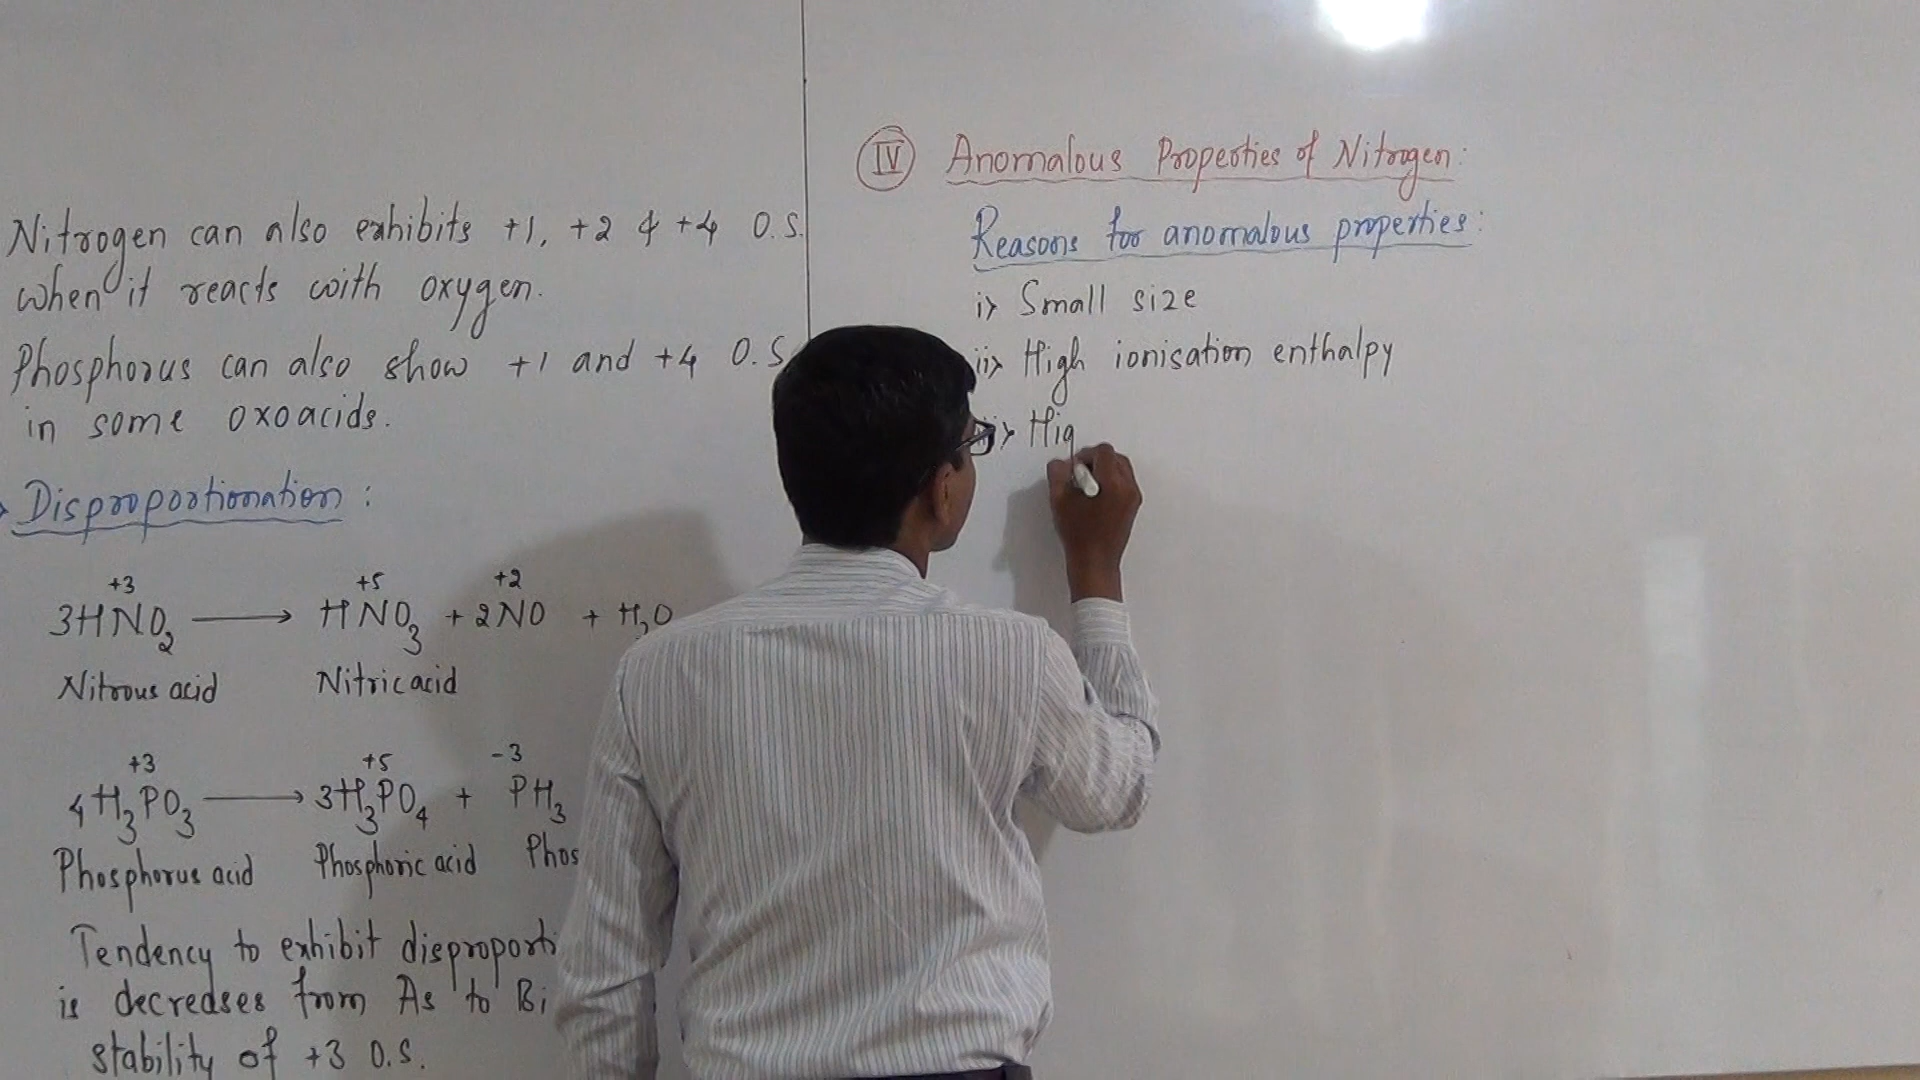 Nitrogen can also exhibits +1, +2 & +4 O.S.
when it reacts with oxygen.
Phosphorus can also show +1 and +4 O.S
in some oxoacids.
Disproportionation :
+3 +5 +2
3HNO₂ ⟶ HNO₃ + 2NO + H₂O
Nitrous acid Nitric acid
+3 +5 -3
4H₃PO₃ ⟶ 3H₃PO₄ + PH₃
Phosphorus acid Phosphoric acid Phos
Tendency to exhibit disproporti
is decreases from As to Bi
stability of +3 O.S.
IV Anomalous Properties of Nitrogen:
Reasons for anomalous properties:
i> Small size
ii> High ionisation enthalpy
iii> Hig